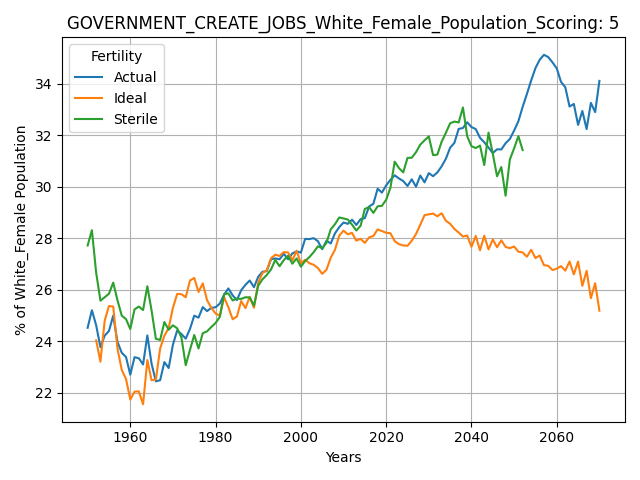 GOVERNMENT_CREATE_JOBS_White_Female_Population_Scoring: 5
Fertility
Actual
Ideal
Sterile
% of White_Female Population
34
32
30
28
26
24
22
1960
1980
2000
2020
2040
2060
Years